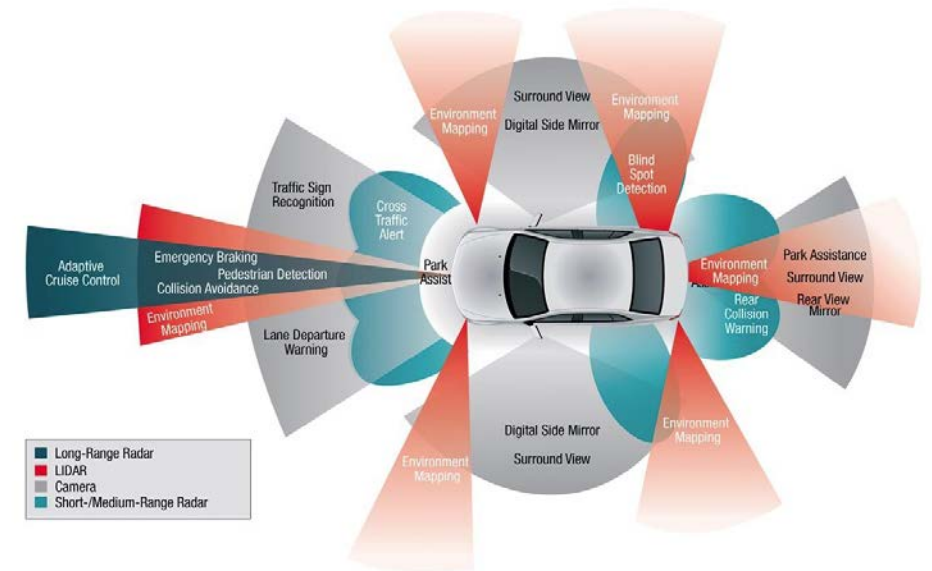 Environment
Mapping
Surround View
Digital Side Mirror
Environment
Mapping
Blind
Spot
Detection
Traffic Sign
Recognition
Cross
Traffic
Alert
Adaptive
Cruise Control
Emergency Braking
Pedestrian Detection
Collision Avoidance
Environment
Mapping
Park
Assist
Environment
Mapping
Park Assistance
Surround View
Rear View
Mirror
Rear
Collision
Warning
Lane Departure
Warning
Digital Side Mirror
Surround View
Environment
Mapping
Environment
Mapping
Long-Range Radar
LIDAR
Camera
Short-/Medium-Range Radar